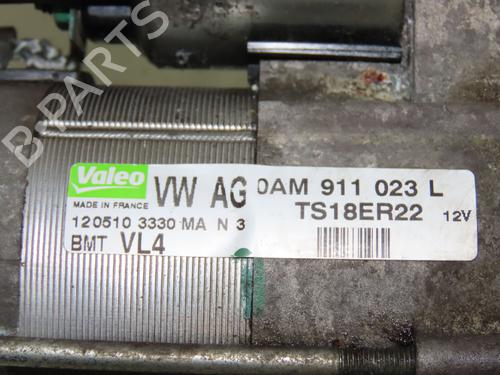 B-PARTS
Valeo VW AG 0AM 911 023 L
MADE IN FRANCE TS18ER22 12V
120510 3330 MA N 3
BMT VL4